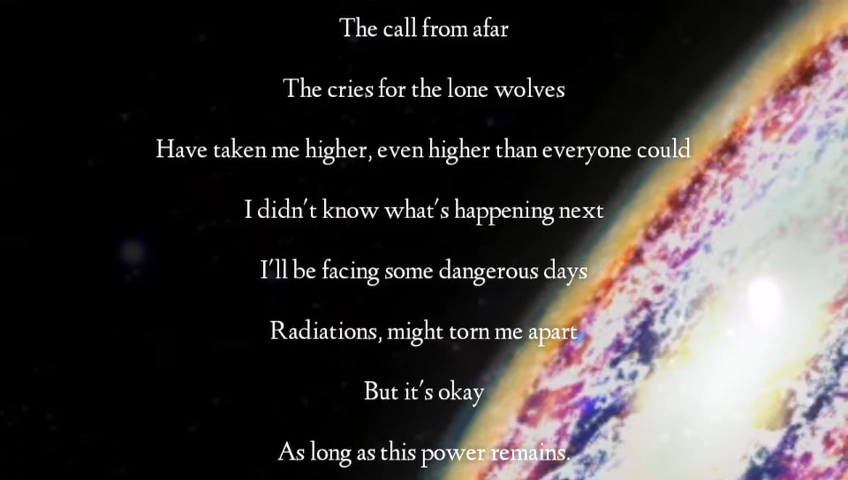 The call from afar
The cries for the lone wolves
Have taken me higher, even higher than everyone could
I didn't know what's happening next
I'll be facing some dangerous days
Radiations, might torn me apart
But it's okay
As long as this power remains.